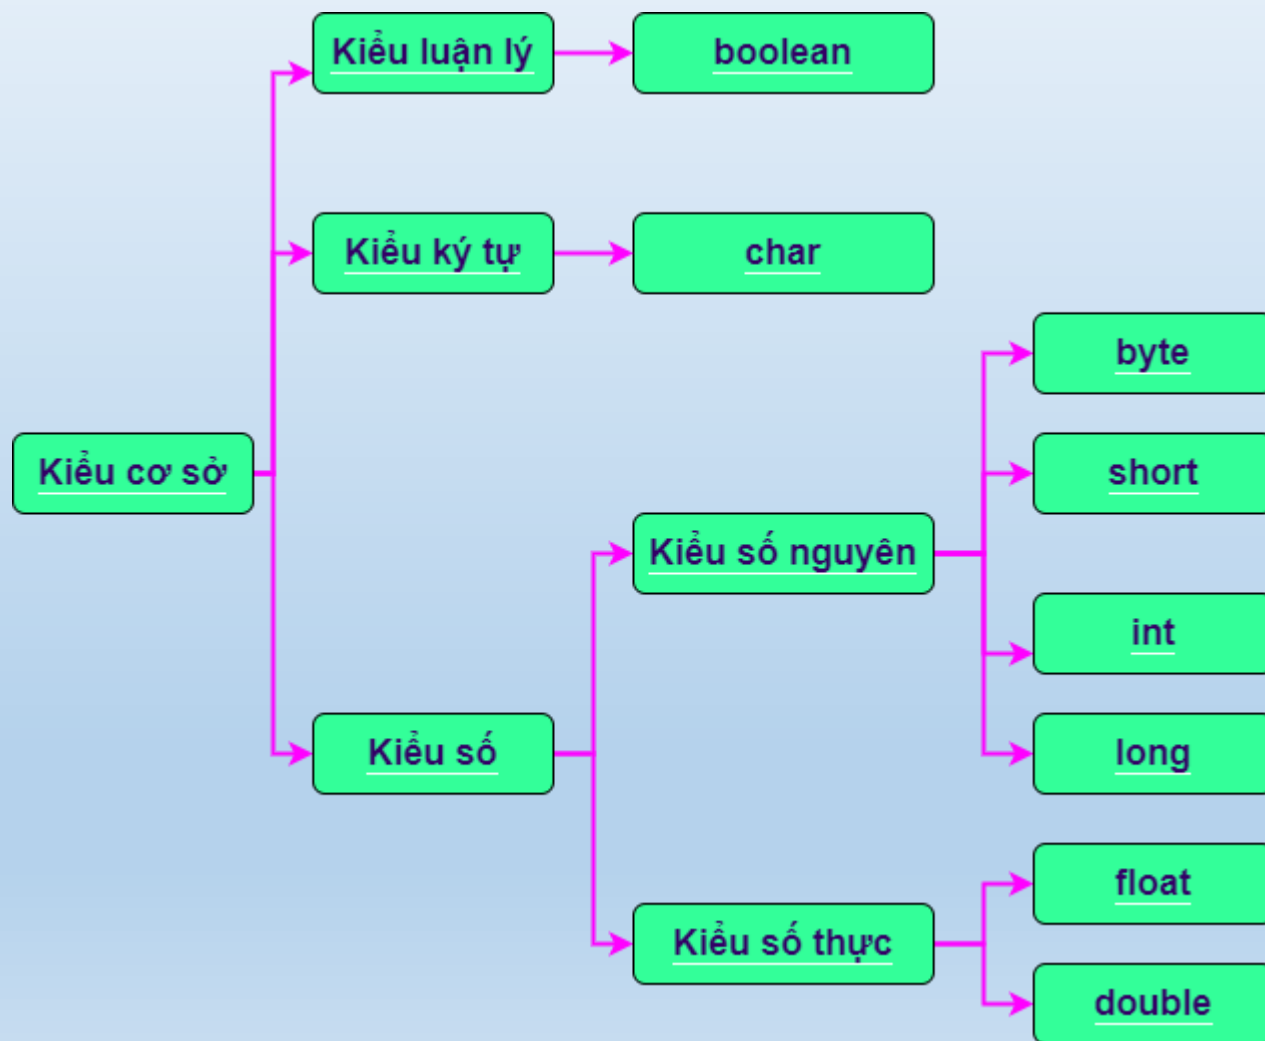 Kiểu luận lý
boolean
Kiểu ký tự
char
byte
Kiểu cơ sở
short
Kiểu số nguyên
int
Kiểu số
long
float
Kiểu số thực
double